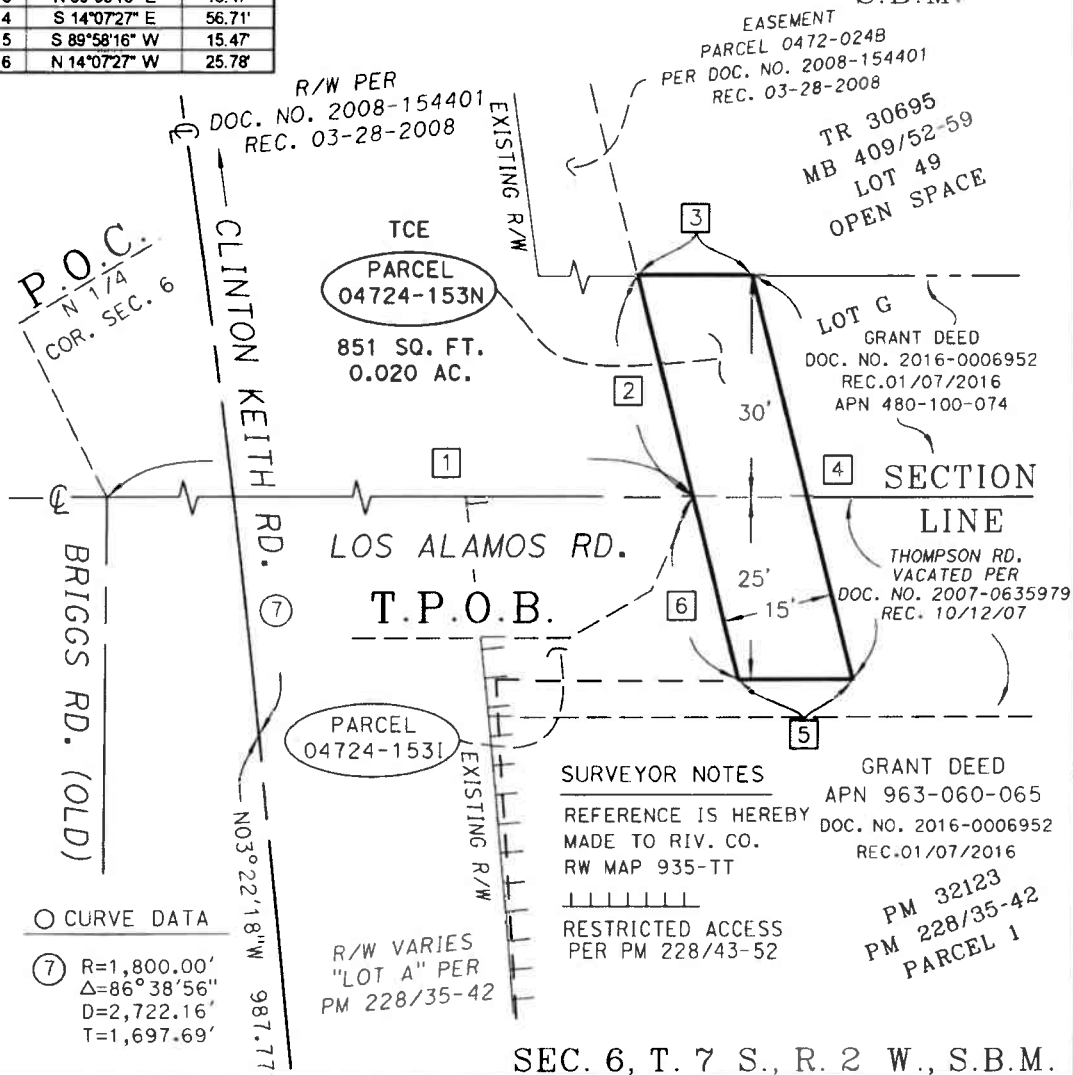 4 S 14°07'27" E 56.71'
5 S 89°58'16" W 15.47'
6 N 14°07'27" W 25.78'
EASEMENT
PARCEL 0472-024B
PER DOC. NO. 2008-154401
REC. 03-28-2008
R/W PER
DOC. NO. 2008-154401
REC. 03-28-2008
EXISTING R/W
TR 30695
MB 409/52-59
LOT 49
OPEN SPACE
P.O.C.
N 1/4
COR. SEC. 6
CLINTON KEITH RD.
TCE
PARCEL
04724-153N
851 SQ. FT.
0.020 AC.
3
2
LOT G
GRANT DEED
DOC. NO. 2016-0006952
REC.01/07/2016
APN 480-100-074
30'
1
4
SECTION
LINE
BRIGGS RD. (OLD)
LOS ALAMOS RD.
T.P.O.B.
7
6
25'
15'
THOMPSON RD.
VACATED PER
DOC. NO. 2007-0635979
REC. 10/12/07
5
PARCEL
04724-153I
EXISTING R/W
N03°22'18"W 987.77
SURVEYOR NOTES
REFERENCE IS HEREBY
MADE TO RIV. CO.
RW MAP 935-TT
RESTRICTED ACCESS
PER PM 228/43-52
GRANT DEED
APN 963-060-065
DOC. NO. 2016-0006952
REC.01/07/2016
PM 32123
PM 228/35-42
PARCEL 1
CURVE DATA
7 R=1,800.00'
Δ=86°38'56"
D=2,722.16'
T=1,697.69'
R/W VARIES
"LOT A" PER
PM 228/35-42
SEC. 6, T. 7 S., R. 2 W., S.B.M.